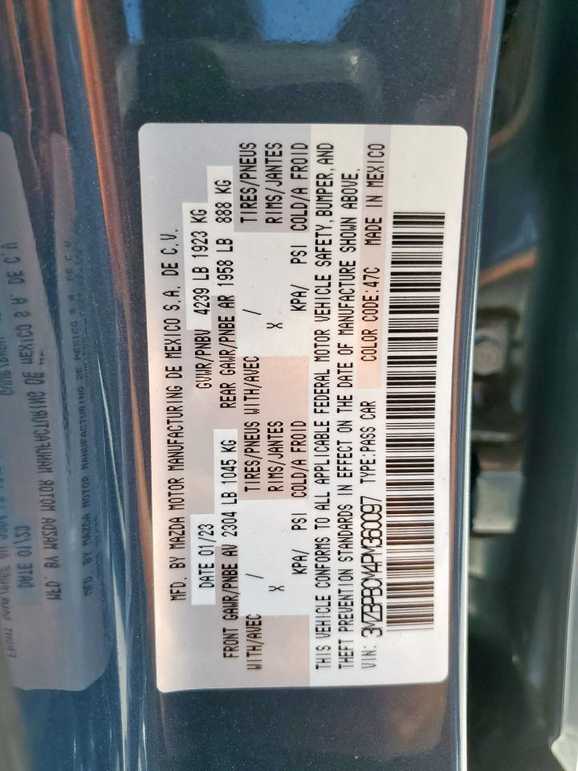 MFD. BY MAZDA MOTOR MANUFACTURING DE MEXICO S.A. DE C.V.
DATE 01/23 GVWR/PNBV 4239 LB 1923 KG
FRONT GAWR/PNBE AV 2304 LB 1045 KG REAR GAWR/PNBE AR 1958 LB 888 KG
WITH/AVEC / TIRES/PNEUS WITH/AVEC / TIRES/PNEUS
X RIMS/JANTES X RIMS/JANTES
KPA/ PSI COLD/A FROID KPA/ PSI COLD/A FROID
THIS VEHICLE CONFORMS TO ALL APPLICABLE FEDERAL MOTOR VEHICLE SAFETY, BUMPER, AND
THEFT PREVENTION STANDARDS IN EFFECT ON THE DATE OF MANUFACTURE SHOWN ABOVE.
VIN: 3MZBPBCM4PM360097 TYPE:PASS CAR COLOR CODE:47C MADE IN MEXICO